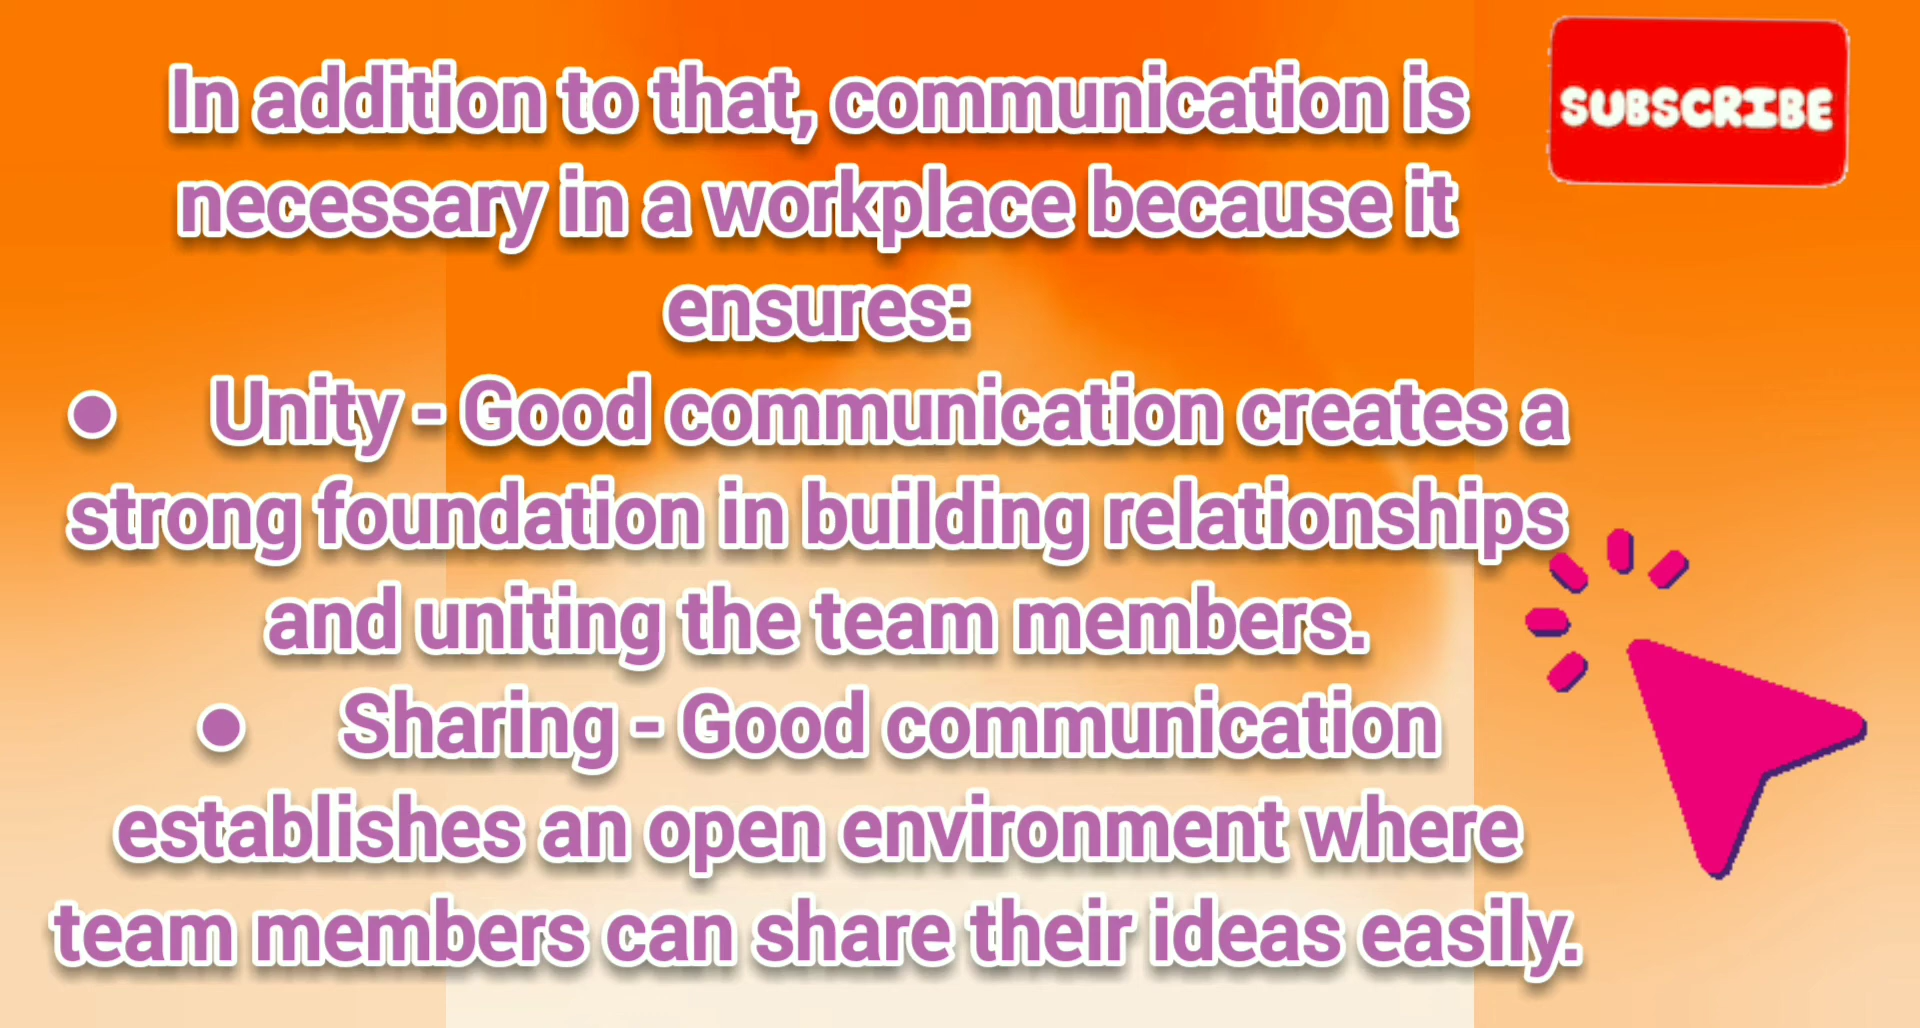 In addition to that, communication is
necessary in a workplace because it
ensures:
● Unity - Good communication creates a
strong foundation in building relationships
and uniting the team members.
● Sharing - Good communication
establishes an open environment where
team members can share their ideas easily.
SUBSCRIBE